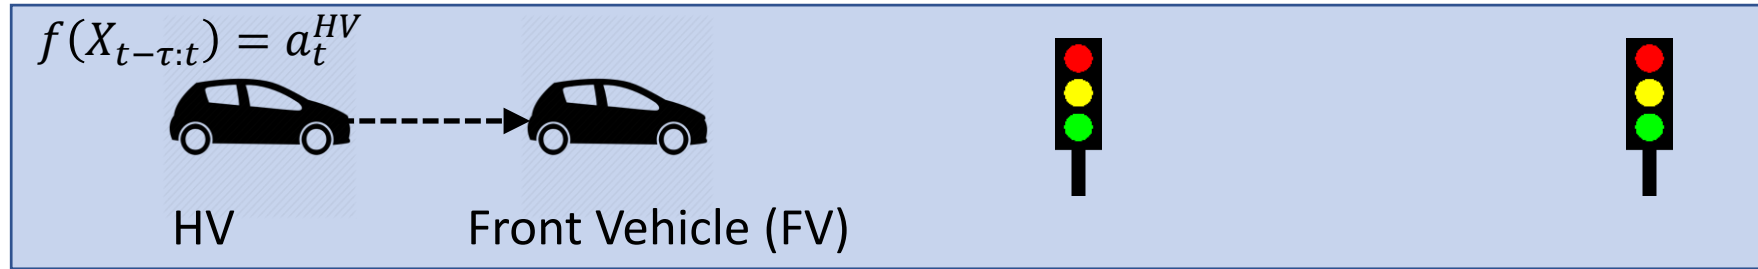 f(X_{t−τ:t}) = a_t^{HV}
HV
Front Vehicle (FV)